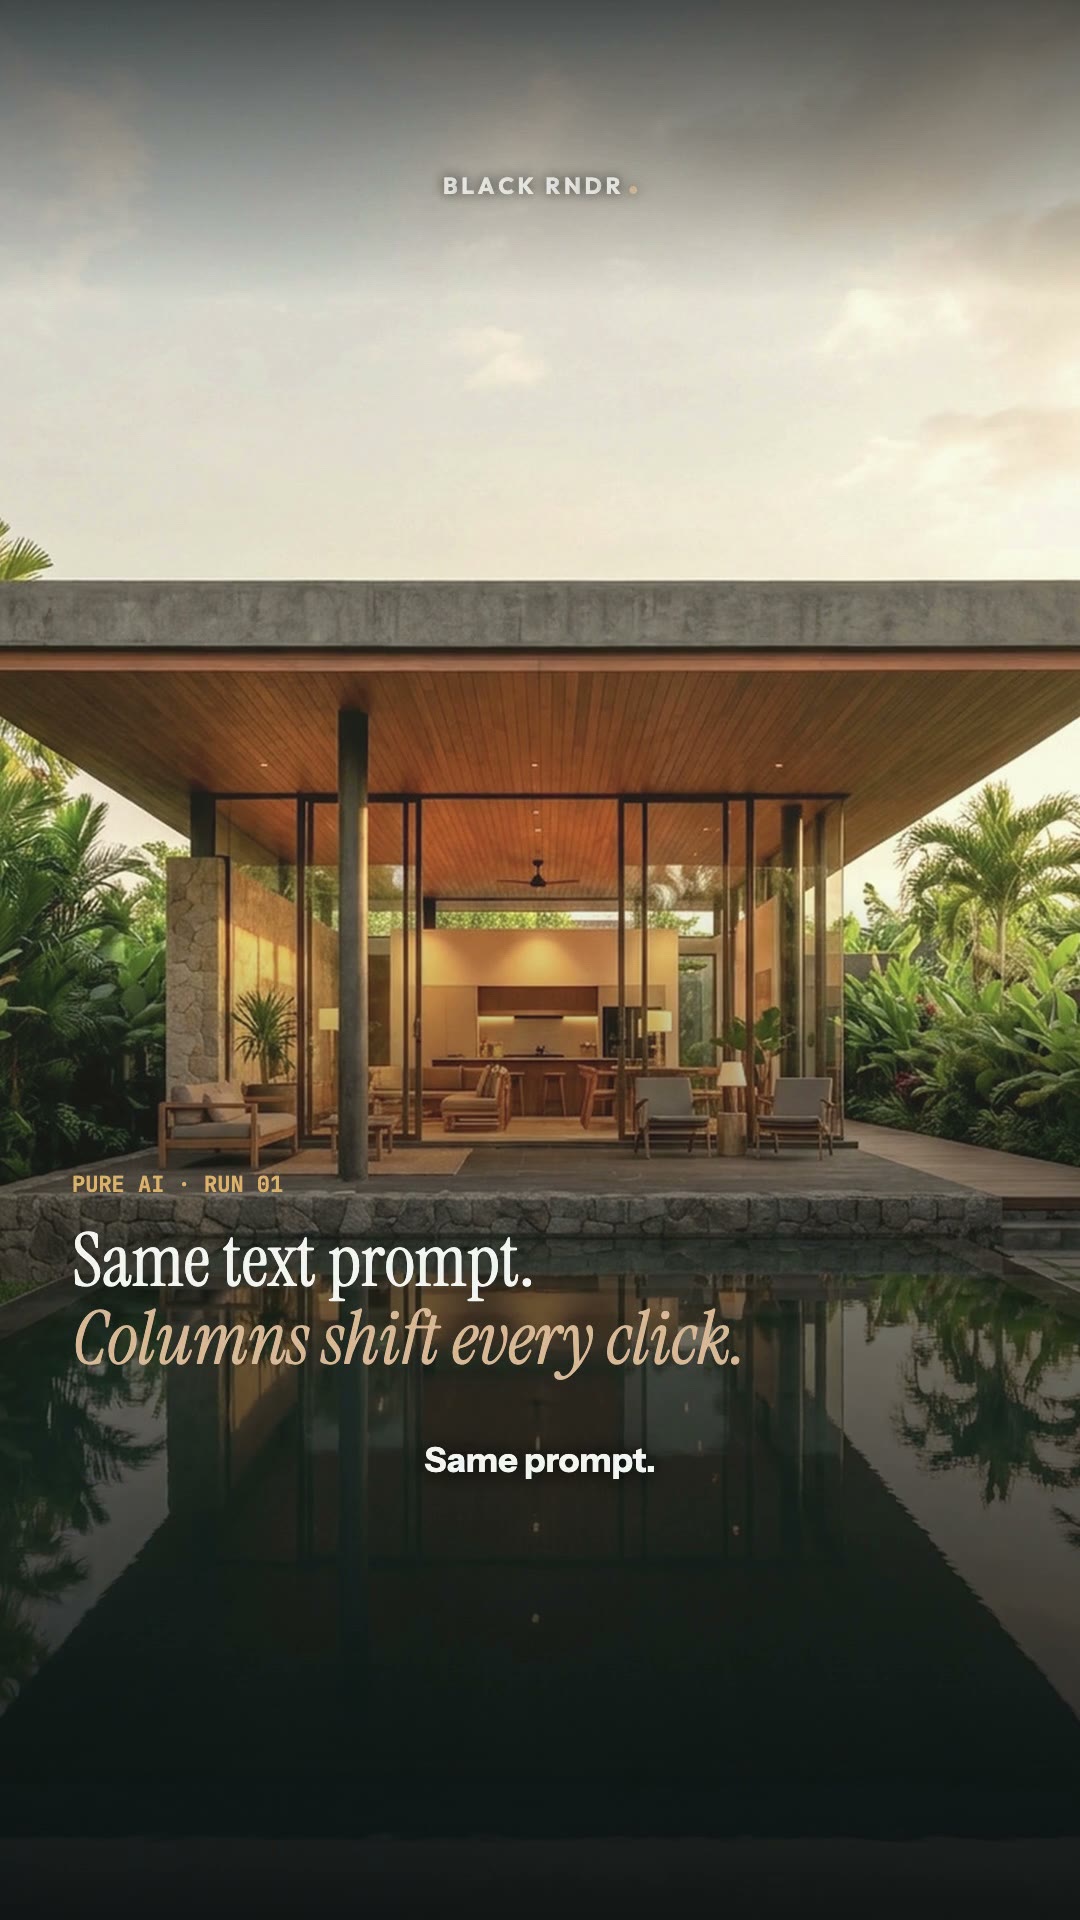 BLACK RNDR.
PURE AI · RUN 01
Same text prompt.
Columns shift every click.
Same prompt.